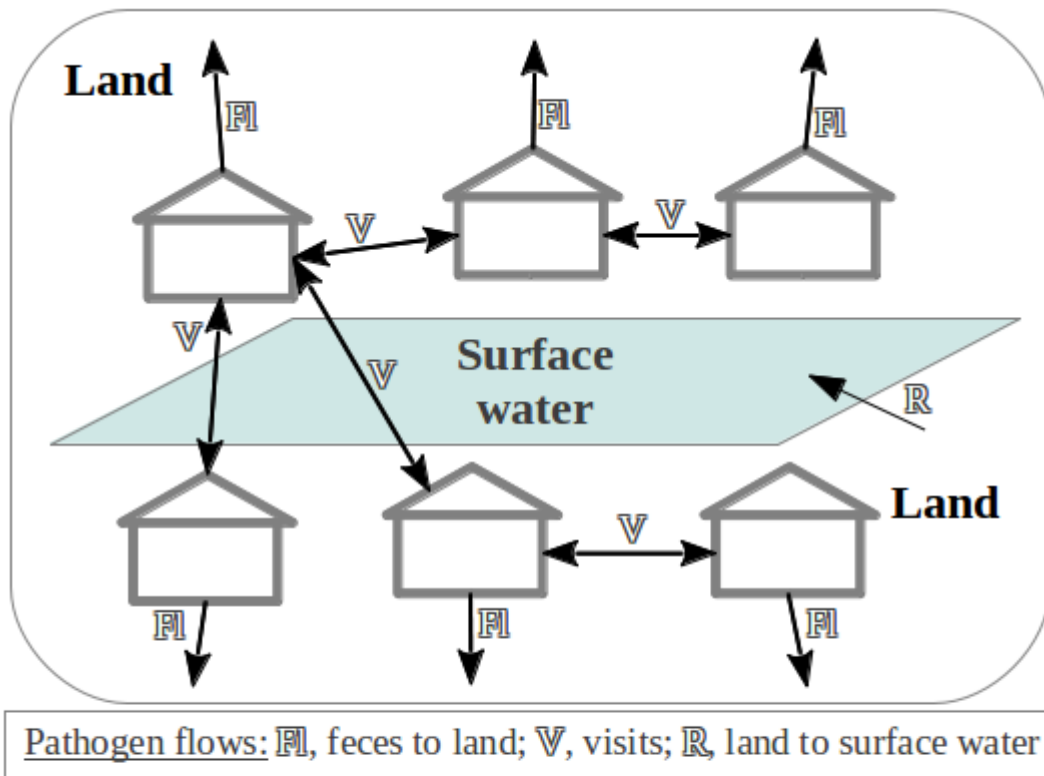 Land
Fl
Fl
Fl
V
V
V
V
Surface
water
R
Land
V
Fl
Fl
Fl
Pathogen flows: Fl, feces to land; V, visits; R, land to surface water